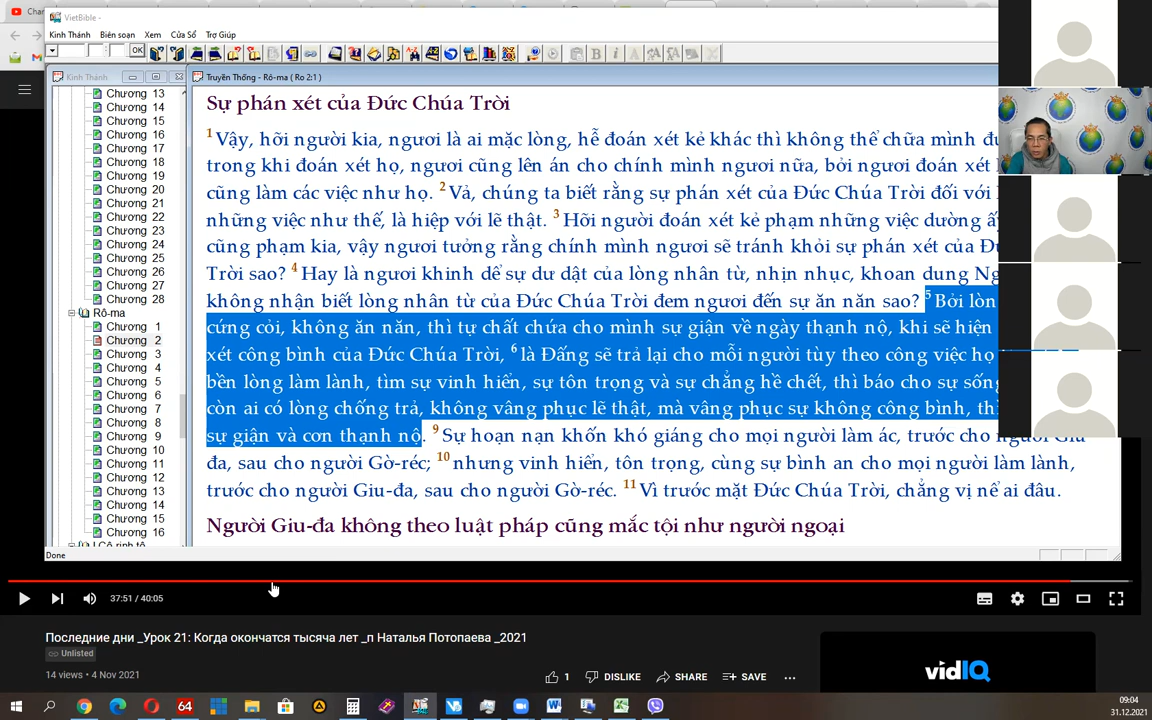 Chan
VietBible -
Kinh Thánh Biên soạn Xem Cửa Sổ Trợ Giúp
OK
Kinh Thánh
Truyền Thống - Rô-ma ( Ro 2:1 )
Chương 13
Chương 14
Chương 15
Chương 16
Chương 17
Chương 18
Chương 19
Chương 20
Chương 21
Chương 22
Chương 23
Chương 24
Chương 25
Chương 26
Chương 27
Chương 28
Rô-ma
Chương 1
Chương 2
Chương 3
Chương 4
Chương 5
Chương 6
Chương 7
Chương 8
Chương 9
Chương 10
Chương 11
Chương 12
Chương 13
Chương 14
Chương 15
Chương 16
I Cô rinh tô
Sự phán xét của Đức Chúa Trời
1 Vậy, hỡi người kia, ngươi là ai mặc lòng, hễ đoán xét kẻ khác thì không thể chữa mình đư
trong khi đoán xét họ, ngươi cũng lên án cho chính mình ngươi nữa, bởi ngươi đoán xét
cũng làm các việc như họ. 2 Vả, chúng ta biết rằng sự phán xét của Đức Chúa Trời đối với
những việc như thế, là hiệp với lẽ thật. 3 Hỡi người đoán xét kẻ phạm những việc dường ấy
cũng phạm kia, vậy ngươi tưởng rằng chính mình ngươi sẽ tránh khỏi sự phán xét của Đứ
Trời sao? 4 Hay là ngươi khinh dể sự dư dật của lòng nhân từ, nhịn nhục, khoan dung Ng
không nhận biết lòng nhân từ của Đức Chúa Trời đem ngươi đến sự ăn năn sao? 5 Bởi lòn
cứng cỏi, không ăn năn, thì tự chất chứa cho mình sự giận về ngày thạnh nộ, khi sẽ hiện
xét công bình của Đức Chúa Trời, 6 là Đấng sẽ trả lại cho mỗi người tùy theo công việc họ
bền lòng làm lành, tìm sự vinh hiển, sự tôn trọng và sự chẳng hề chết, thì báo cho sự sống
còn ai có lòng chống trả, không vâng phục lẽ thật, mà vâng phục sự không công bình, thì
sự giận và cơn thạnh nộ. 9 Sự hoạn nạn khốn khó giáng cho mọi người làm ác, trước cho người Giu-
đa, sau cho người Gờ-réc; 10 nhưng vinh hiển, tôn trọng, cùng sự bình an cho mọi người làm lành,
trước cho người Giu-đa, sau cho người Gờ-réc. 11 Vì trước mặt Đức Chúa Trời, chẳng vị nể ai đâu.
Người Giu-đa không theo luật pháp cũng mắc tội như người ngoại
Done
37:51 / 40:05
Последние дни _Урок 21: Когда окончатся тысяча лет _п Наталья Потопаева _2021
Unlisted
14 views • 4 Nov 2021
1 DISLIKE SHARE SAVE
vidIQ
64
09:04
31.12.2021